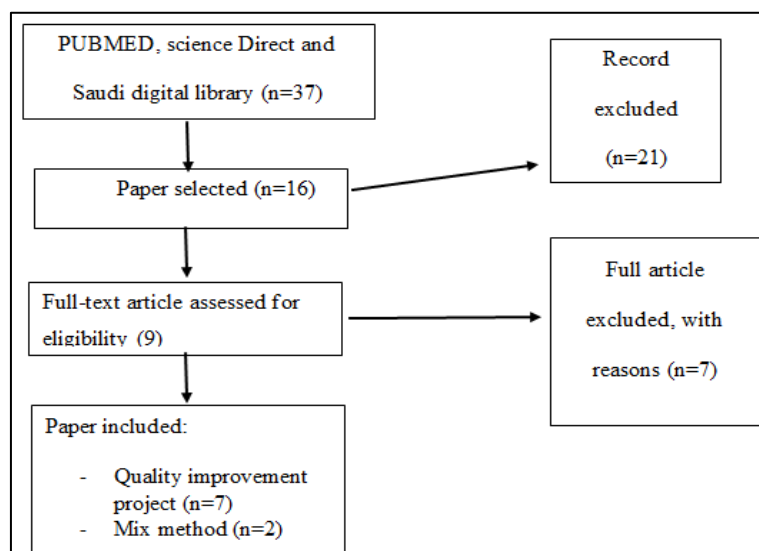 PUBMED, science Direct and
Saudi digital library (n=37)
Record
excluded
(n=21)
Paper selected (n=16)
Full-text article assessed for
eligibility (9)
Full article
excluded, with
reasons (n=7)
Paper included:
- Quality improvement
project (n=7)
- Mix method (n=2)